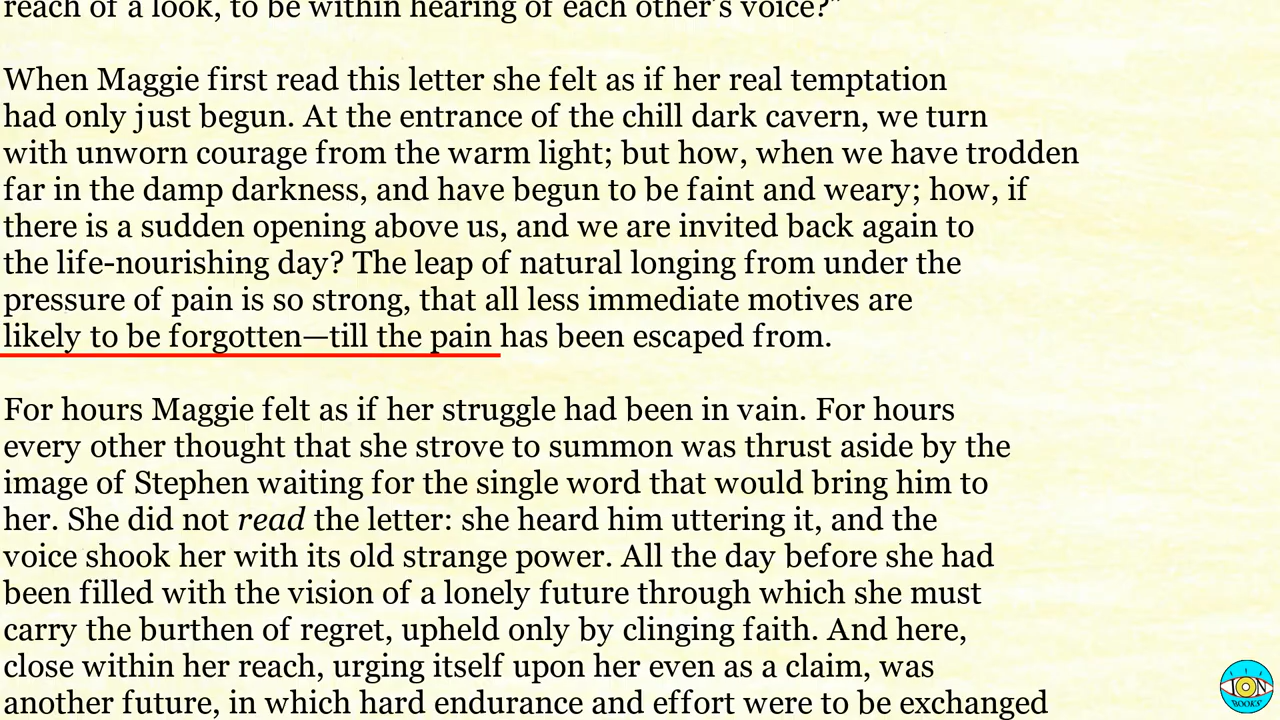 reach of a look, to be within hearing of each other's voice?"
When Maggie first read this letter she felt as if her real temptation
had only just begun. At the entrance of the chill dark cavern, we turn
with unworn courage from the warm light; but how, when we have trodden
far in the damp darkness, and have begun to be faint and weary; how, if
there is a sudden opening above us, and we are invited back again to
the life-nourishing day? The leap of natural longing from under the
pressure of pain is so strong, that all less immediate motives are
likely to be forgotten—till the pain has been escaped from.
For hours Maggie felt as if her struggle had been in vain. For hours
every other thought that she strove to summon was thrust aside by the
image of Stephen waiting for the single word that would bring him to
her. She did not read the letter: she heard him uttering it, and the
voice shook her with its old strange power. All the day before she had
been filled with the vision of a lonely future through which she must
carry the burthen of regret, upheld only by clinging faith. And here,
close within her reach, urging itself upon her even as a claim, was
another future, in which hard endurance and effort were to be exchanged
ION
BOOKS